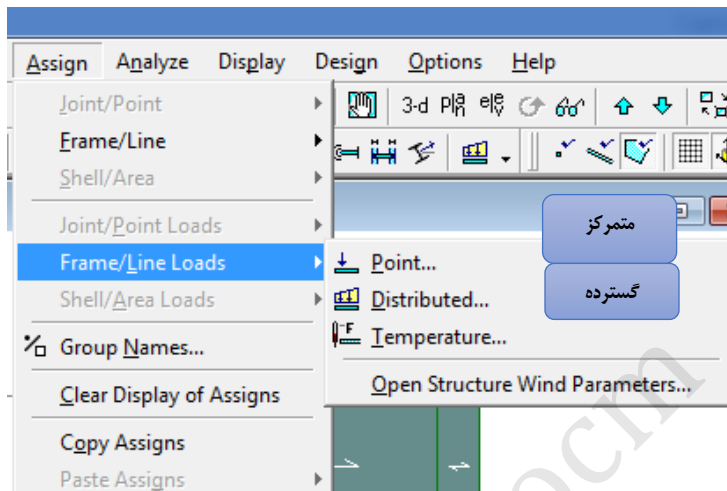 Assign Analyze Display Design Options Help
Joint/Point
3-d
Frame/Line
Shell/Area
Joint/Point Loads
متمرکز
Frame/Line Loads
Point...
گسترده
Shell/Area Loads
Distributed...
Temperature...
Group Names...
Open Structure Wind Parameters...
Clear Display of Assigns
Copy Assigns
Paste Assigns
ocm